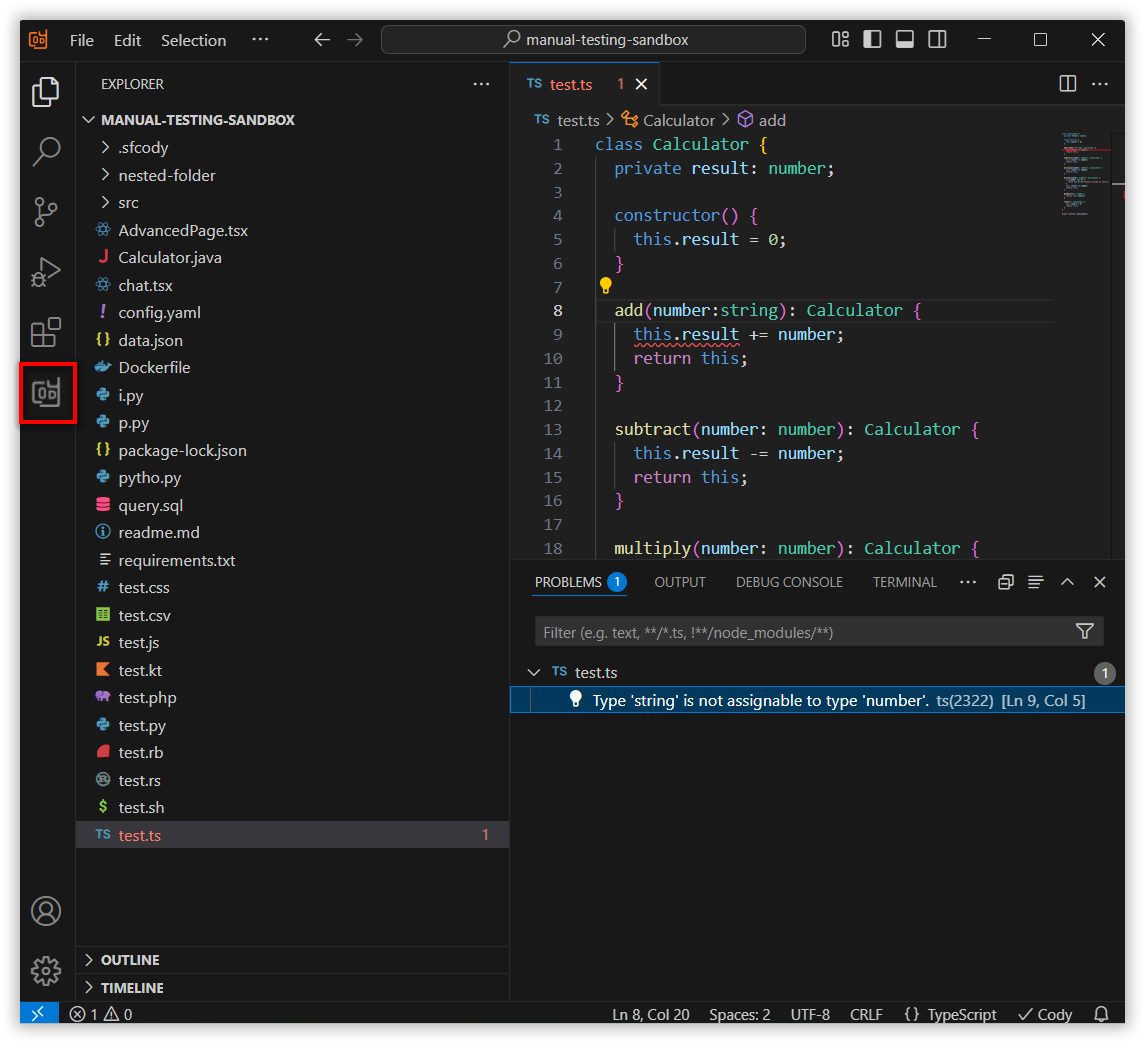 File Edit Selection ··· manual-testing-sandbox
EXPLORER
MANUAL-TESTING-SANDBOX
.sfcody
nested-folder
src
AdvancedPage.tsx
J Calculator.java
chat.tsx
! config.yaml
{} data.json
Dockerfile
i.py
p.py
{} package-lock.json
pytho.py
query.sql
readme.md
requirements.txt
# test.css
test.csv
JS test.js
test.kt
test.php
test.py
test.rb
test.rs
$ test.sh
TS test.ts 1
OUTLINE
TIMELINE
TS test.ts 1
TS test.ts > Calculator > add
1 class Calculator {
2 private result: number;
3
4 constructor() {
5 this.result = 0;
6 }
7
8 add(number:string): Calculator {
9 this.result += number;
10 return this;
11 }
12
13 subtract(number: number): Calculator {
14 this.result -= number;
15 return this;
16 }
17
18 multiply(number: number): Calculator {
PROBLEMS 1 OUTPUT DEBUG CONSOLE TERMINAL ···
Filter (e.g. text, **/*.ts, !**/node_modules/**)
TS test.ts 1
Type 'string' is not assignable to type 'number'. ts(2322) [Ln 9, Col 5]
1 0 Ln 8, Col 20 Spaces: 2 UTF-8 CRLF {} TypeScript Cody